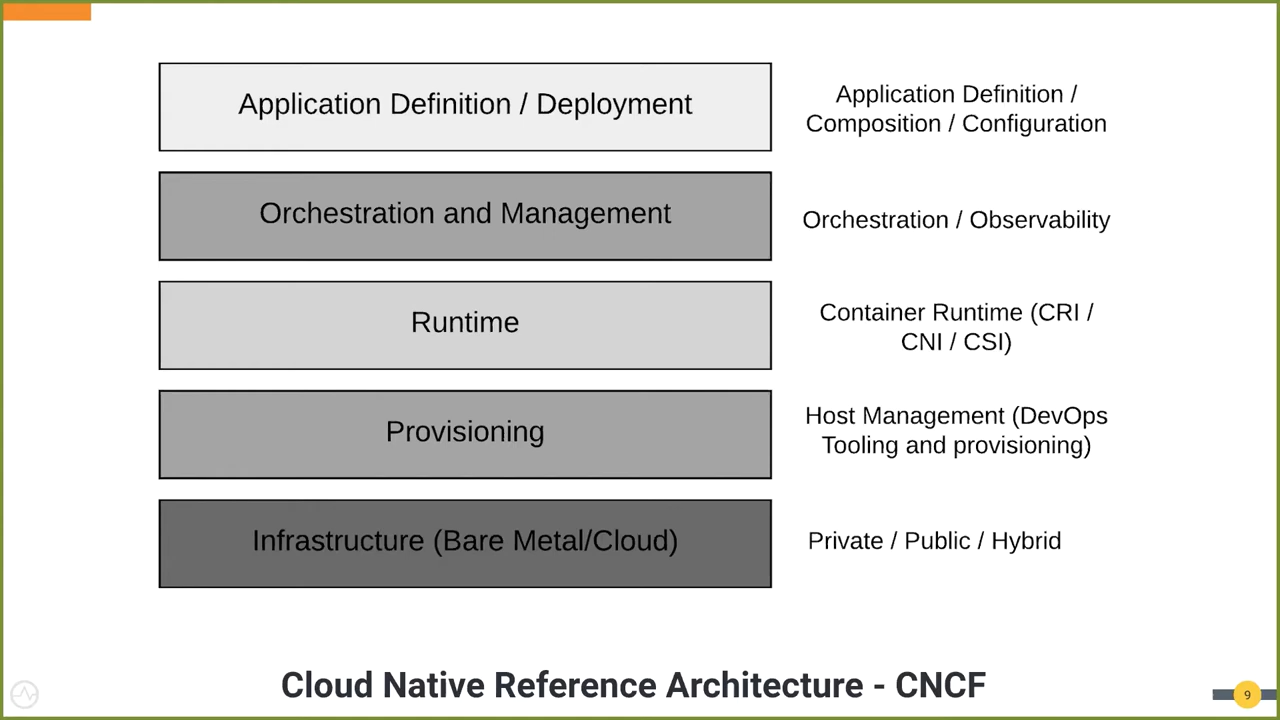 Application Definition / Deployment
Application Definition /
Composition / Configuration
Orchestration and Management
Orchestration / Observability
Runtime
Container Runtime (CRI /
CNI / CSI)
Provisioning
Host Management (DevOps
Tooling and provisioning)
Infrastructure (Bare Metal/Cloud)
Private / Public / Hybrid
Cloud Native Reference Architecture - CNCF
9